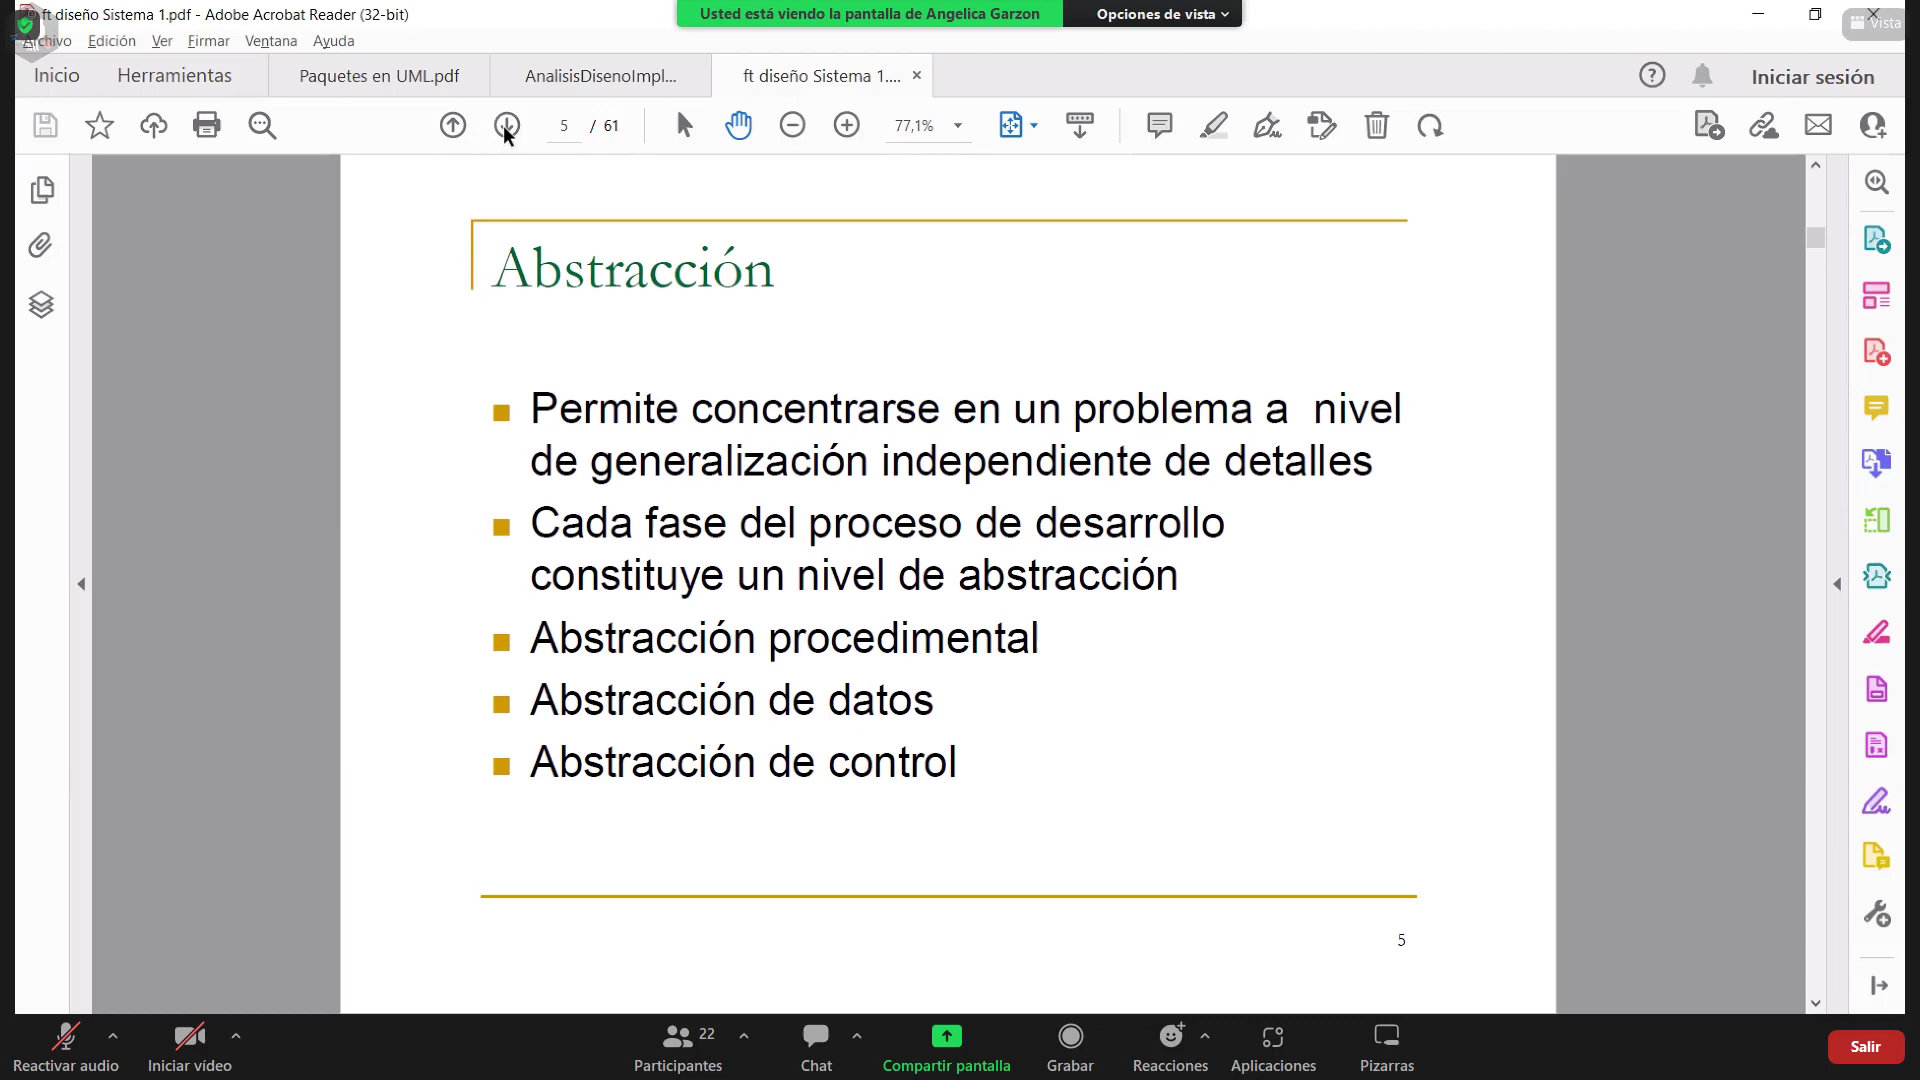 ft diseño Sistema 1.pdf - Adobe Acrobat Reader (32-bit)
Usted está viendo la pantalla de Angelica Garzon
Opciones de vista
Vista
Archivo Edición Ver Firmar Ventana Ayuda
Inicio Herramientas Paquetes en UML.pdf AnalisisDisenoImpl... ft diseño Sistema 1.... × Iniciar sesión
5 / 61 77,1%
Abstracción
Permite concentrarse en un problema a nivel
de generalización independiente de detalles
Cada fase del proceso de desarrollo
constituye un nivel de abstracción
Abstracción procedimental
Abstracción de datos
Abstracción de control
5
22
Reactivar audio Iniciar vídeo Participantes Chat Compartir pantalla Grabar Reacciones Aplicaciones Pizarras Salir